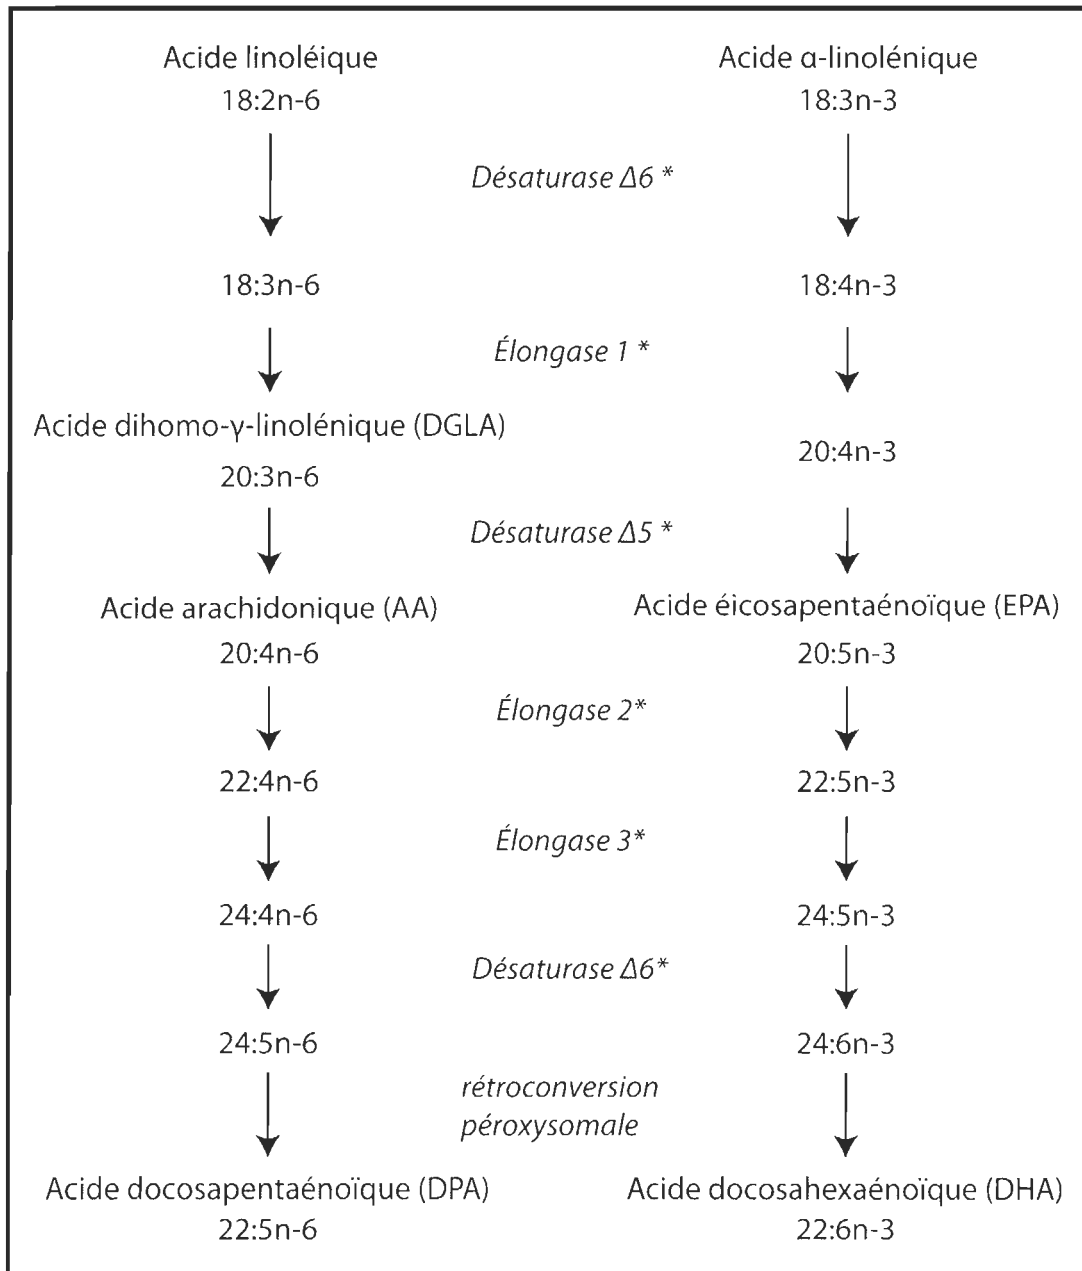 Acide linoléique
18:2n-6
Acide α-linolénique
18:3n-3
Désaturase Δ6 *
18:3n-6
18:4n-3
Élongase 1 *
Acide dihomo-γ-linolénique (DGLA)
20:3n-6
20:4n-3
Désaturase Δ5 *
Acide arachidonique (AA)
20:4n-6
Acide éicosapentaénoïque (EPA)
20:5n-3
Élongase 2*
22:4n-6
22:5n-3
Élongase 3*
24:4n-6
24:5n-3
Désaturase Δ6*
24:5n-6
24:6n-3
rétroconversion
péroxysomale
Acide docosapentaénoïque (DPA)
22:5n-6
Acide docosahexaénoïque (DHA)
22:6n-3